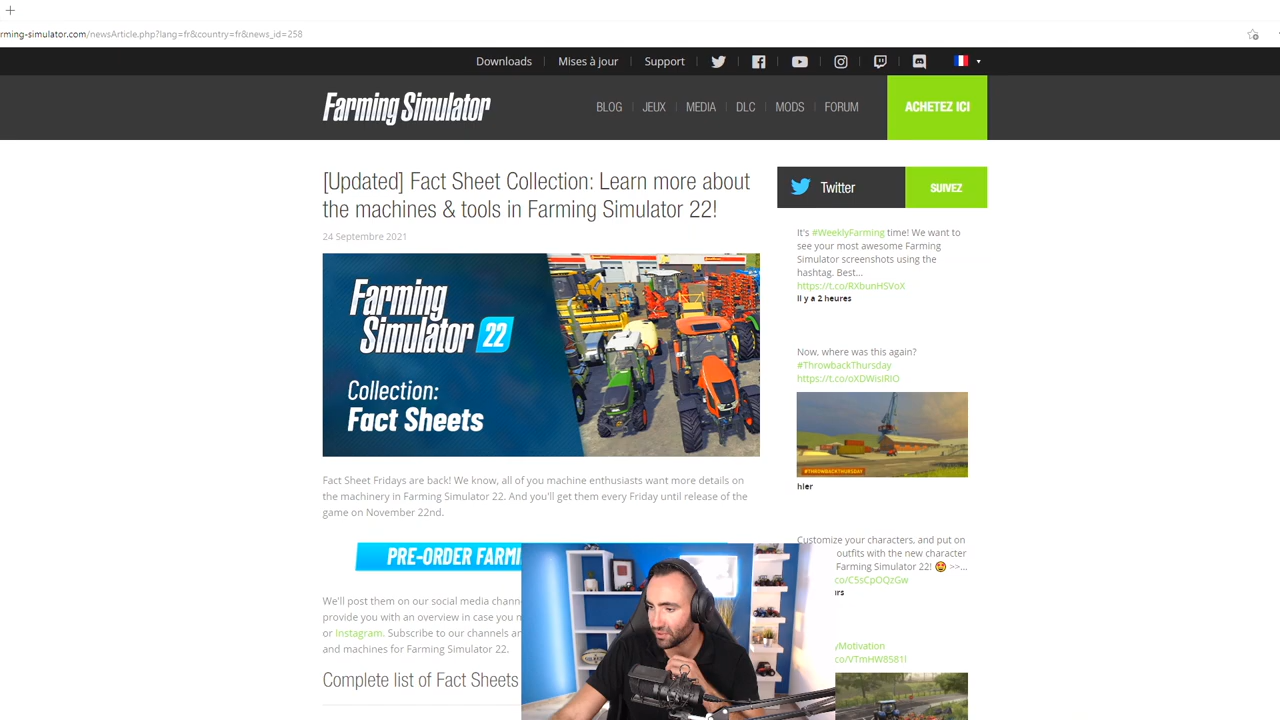 rming-simulator.com/newsArticle.php?lang=fr&country=fr&news_id=258
Downloads
Mises à jour
Support
Farming Simulator
BLOG
JEUX
MEDIA
DLC
MODS
FORUM
ACHETEZ ICI
[Updated] Fact Sheet Collection: Learn more about
the machines & tools in Farming Simulator 22!
24 Septembre 2021
Farming
Simulator 22
Collection:
Fact Sheets
Fact Sheet Fridays are back! We know, all of you machine enthusiasts want more details on
the machinery in Farming Simulator 22. And you'll get them every Friday until release of the
game on November 22nd.
PRE-ORDER FARMI
We'll post them on our social media chann
provide you with an overview in case you m
or Instagram. Subscribe to our channels an
and machines for Farming Simulator 22.
Complete list of Fact Sheets
Twitter
SUIVEZ
It's #WeeklyFarming time! We want to
see your most awesome Farming
Simulator screenshots using the
hashtag. Best...
https://t.co/RXbunH5VoX
Il y a 2 heures
Now, where was this again?
#ThrowbackThursday
https://t.co/oXDWisIRIO
#THROWBACKTHURSDAY
hier
Customize your characters, and put on
outfits with the new character
Farming Simulator 22! 🤩 >>...
co/C5sCpOQzGw
rs
yMotivation
co/VTmHW8581l